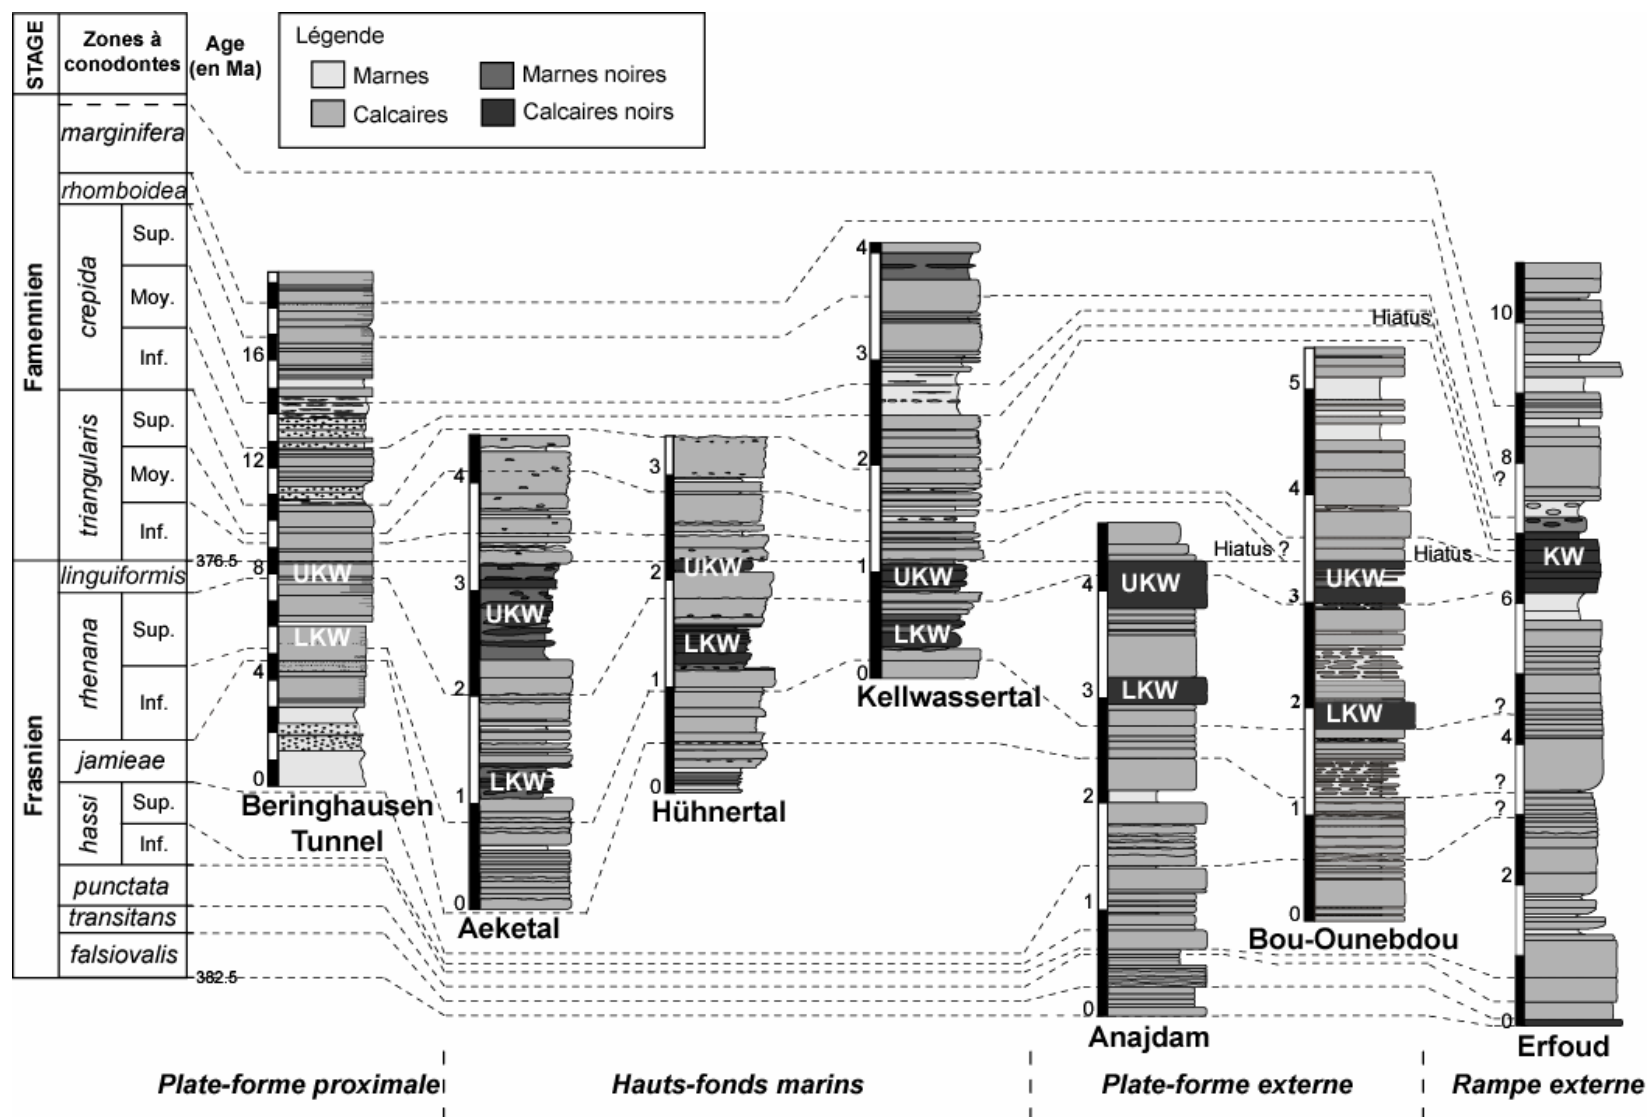 STAGE
Zones à
conodontes
Age
(en Ma)
Légende
Marnes
Marnes noires
Calcaires
Calcaires noirs
Famennien
marginifera
rhomboidea
crepida
Sup.
Moy.
Inf.
triangularis
Sup.
Moy.
Inf.
376.5
Frasnien
linguiformis
rhenana
Sup.
Inf.
jamieae
hassi
Sup.
Inf.
punctata
transitans
falsiovalis
382.5
16
12
8
UKW
LKW
4
0
Beringhausen
Tunnel
4
3
UKW
2
LKW
1
0
Aeketal
3
2
UKW
LKW
1
0
Hühnertal
4
3
2
1
UKW
LKW
0
Kellwassertal
Hiatus ?
4
UKW
3
LKW
2
1
0
Anajdam
Hiatus
5
4
Hiatus
UKW
3
2
LKW
1
0
Bou-Ounebdou
10
8
?
KW
6
?
4
?
?
2
0
Erfoud
Plate-forme proximale
Hauts-fonds marins
Plate-forme externe
Rampe externe